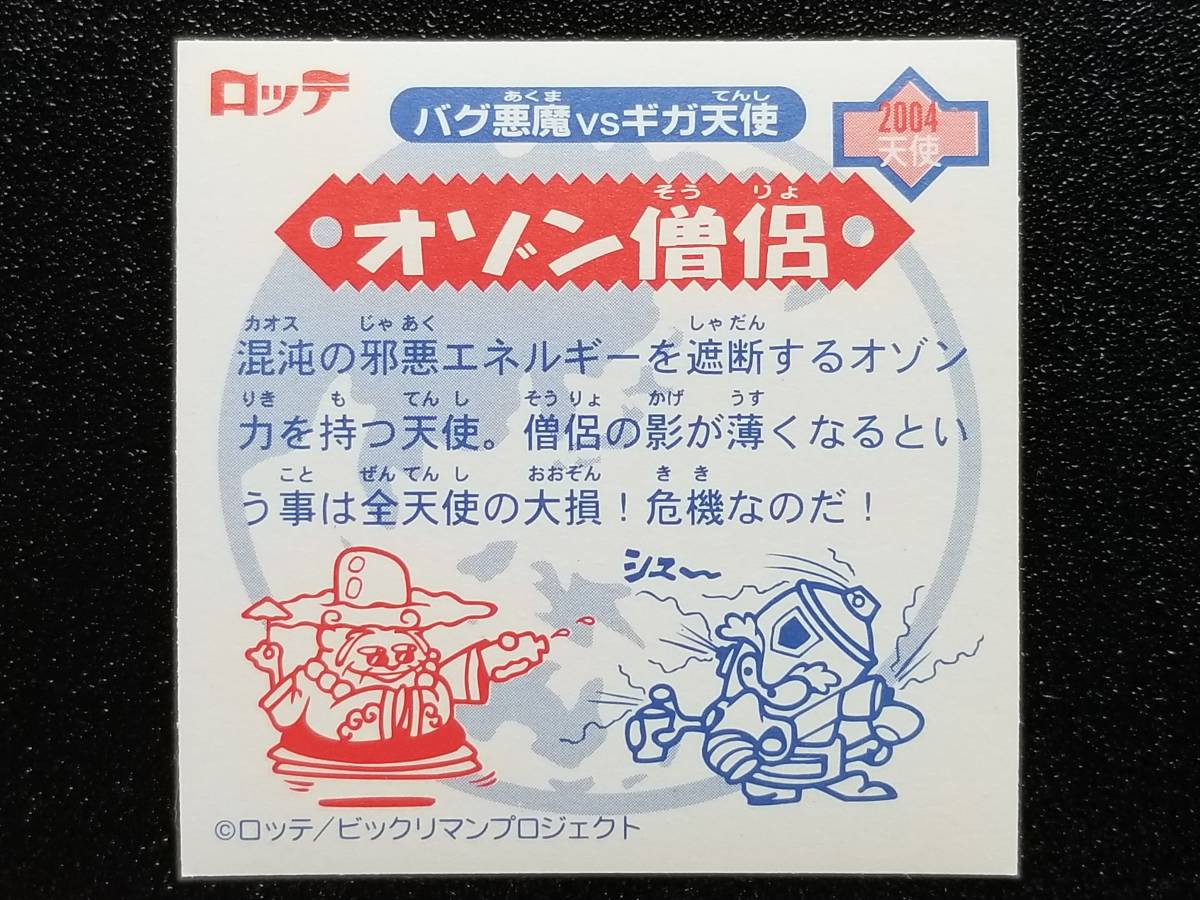 ロッテ
あくま てんし
バグ悪魔vsギガ天使
2004
天使
そう りょ
オゾン僧侶
カオス じゃ あく しゃ だん
混沌の邪悪エネルギーを遮断するオゾン
りき も てん し そう りょ かげ うす
力を持つ天使。僧侶の影が薄くなるとい
こと ぜん てん し おお ぞん き き
う事は全天使の大損！危機なのだ！
シュ〜
©ロッテ/ビックリマンプロジェクト